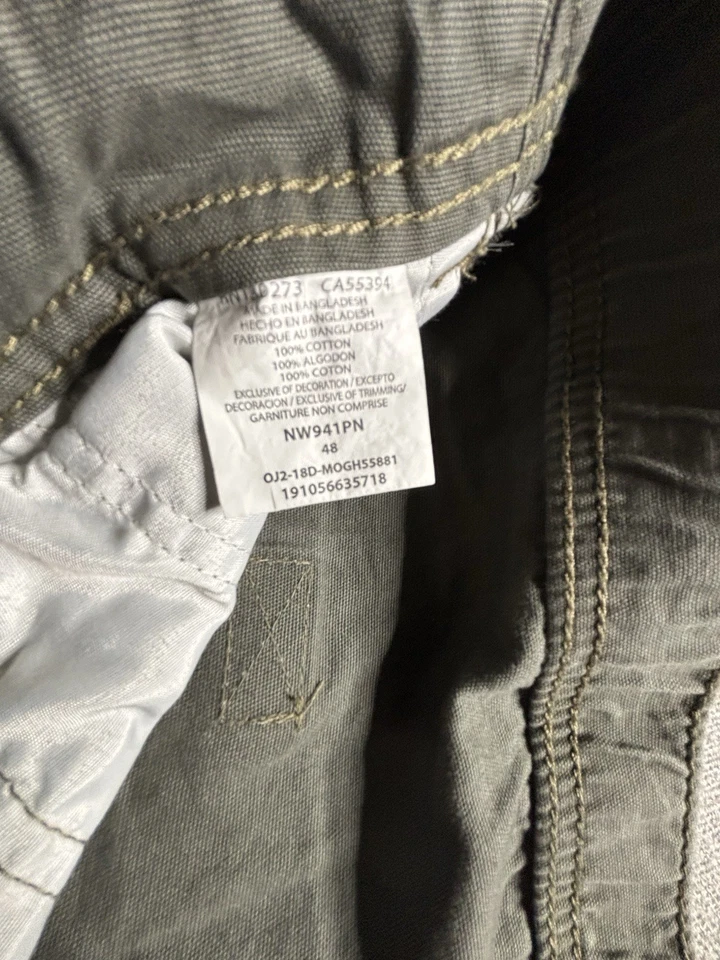 CA55394
MADE IN BANGLADESH
HECHO EN BANGLADESH
FABRIQUE AU BANGLADESH
100% COTTON
100% ALGODON
100% COTON
EXCLUSIVE OF DECORATION / EXCEPTO
DECORACION / EXCLUSIVE OF TRIMMING/
GARNITURE NON COMPRISE
NW941PN
48
OJ2-18D-MOGH55881
191056635718